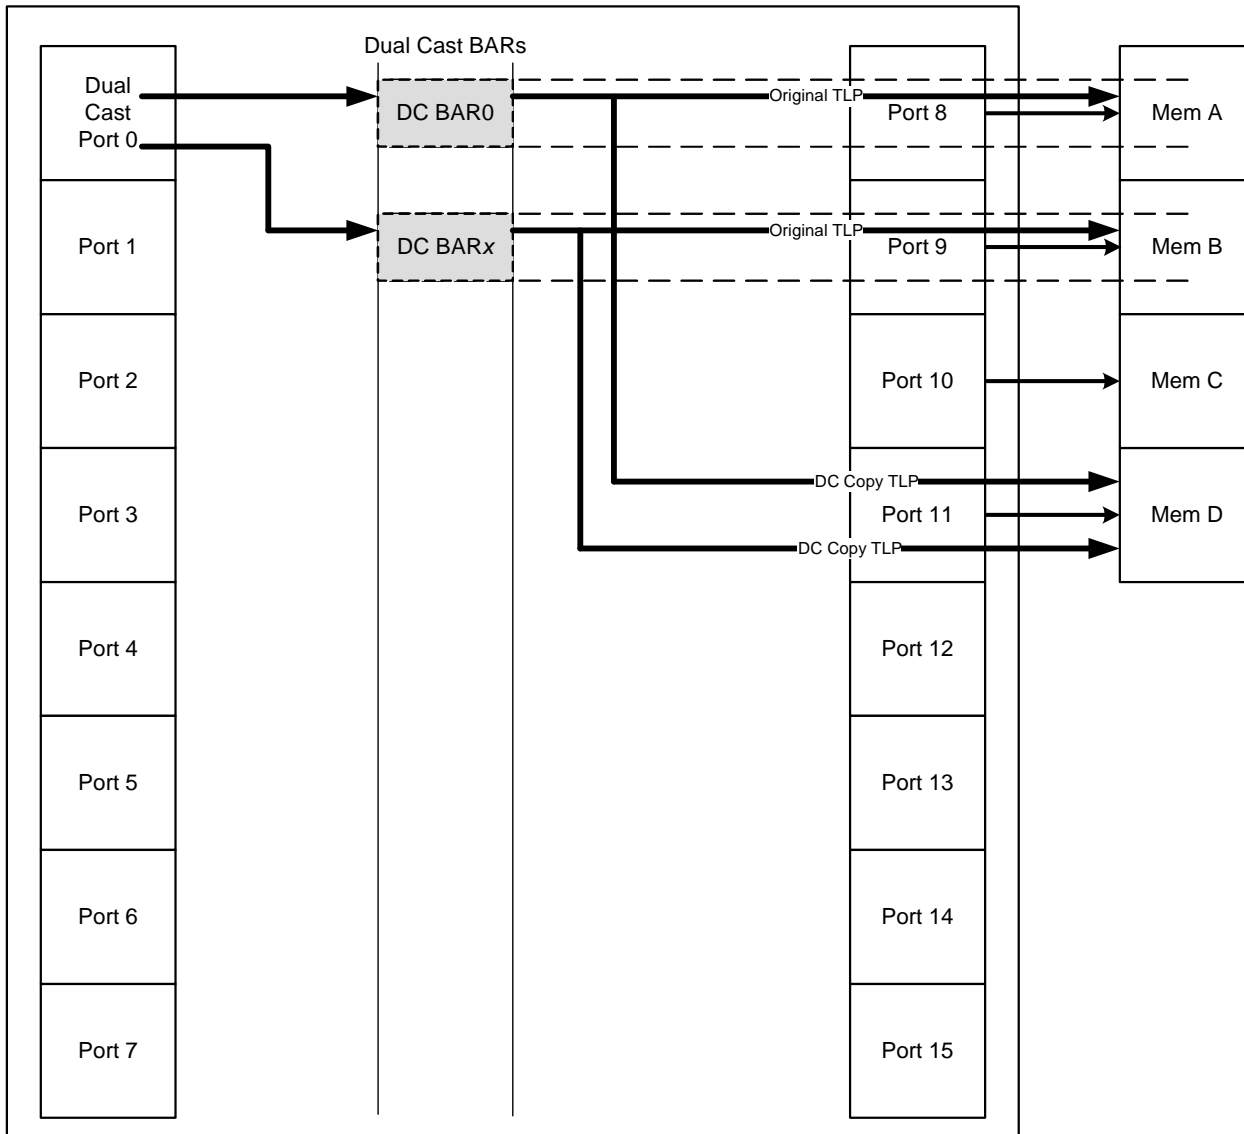 Dual Cast BARs
Dual
Cast
Port 0
DC BAR0
Original TLP
Port 8
Mem A
Port 1
DC BARx
Original TLP
Port 9
Mem B
Port 2
Port 10
Mem C
DC Copy TLP
Port 3
Port 11
Mem D
DC Copy TLP
Port 4
Port 12
Port 5
Port 13
Port 6
Port 14
Port 7
Port 15